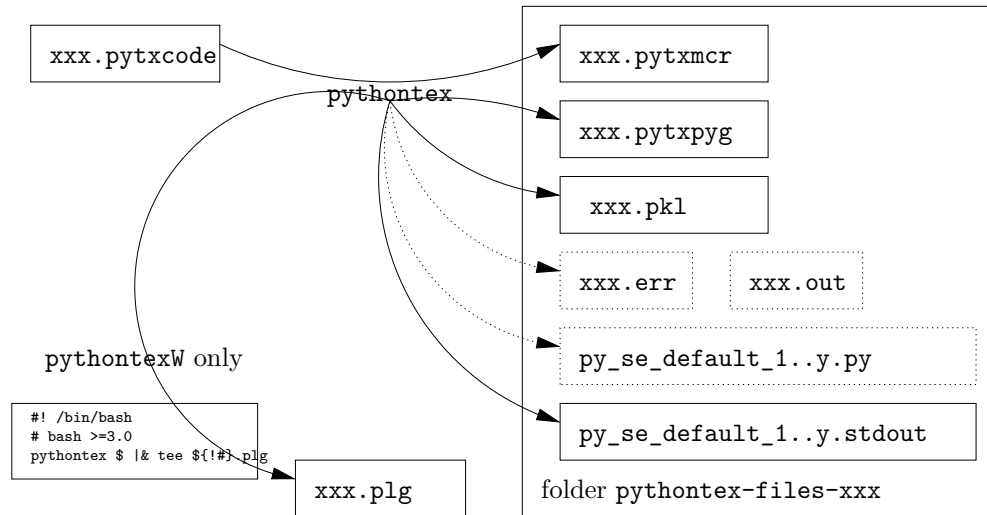 xxx.pytxcode
pythontex
xxx.pytxmcr
xxx.pytxpyg
xxx.pkl
xxx.err
xxx.out
py_se_default_1..y.py
py_se_default_1..y.stdout
folder pythontex-files-xxx
pythontexW only
#! /bin/bash
# bash >=3.0
pythontex $ |& tee ${!#}.plg
xxx.plg